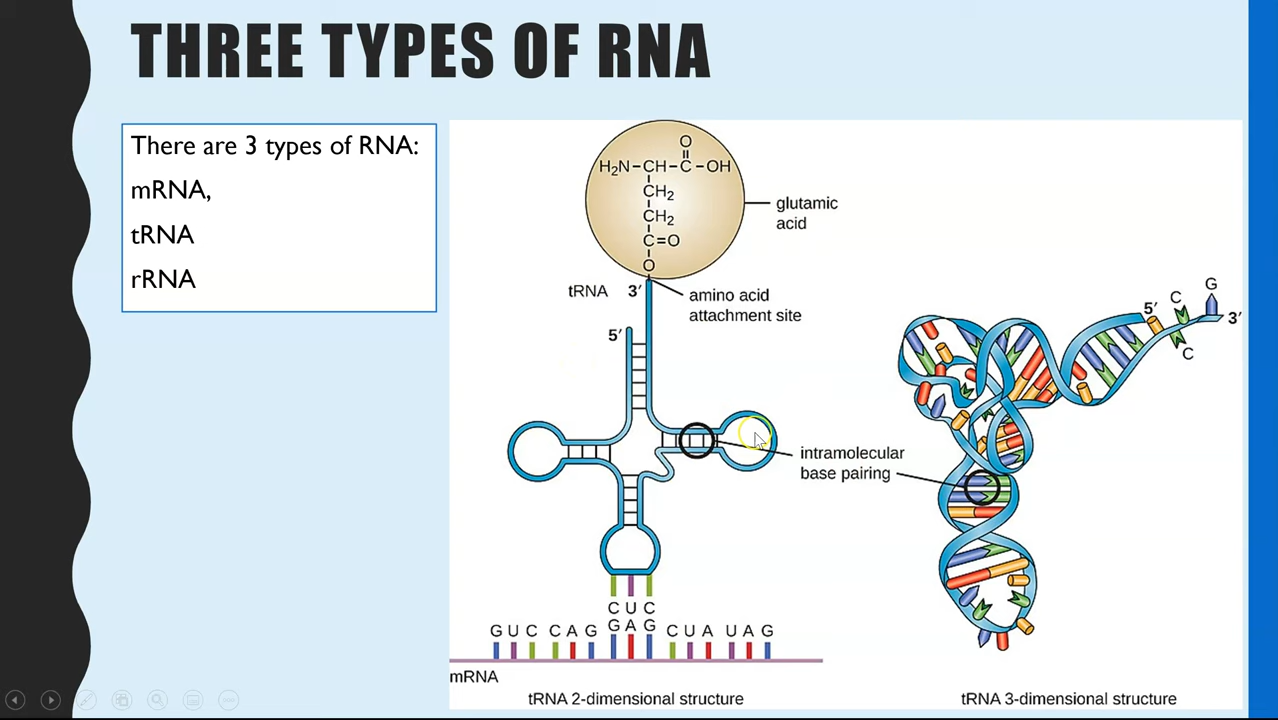 THREE TYPES OF RNA
There are 3 types of RNA:
mRNA,
tRNA
rRNA
O
H₂N–CH–C–OH
CH₂
CH₂
C=O
O
glutamic
acid
tRNA 3′
amino acid
attachment site
5′
intramolecular
base pairing
C U C
G U C C A G G A G C U A U A G
mRNA
tRNA 2-dimensional structure
5′ C G
3′
C
tRNA 3-dimensional structure